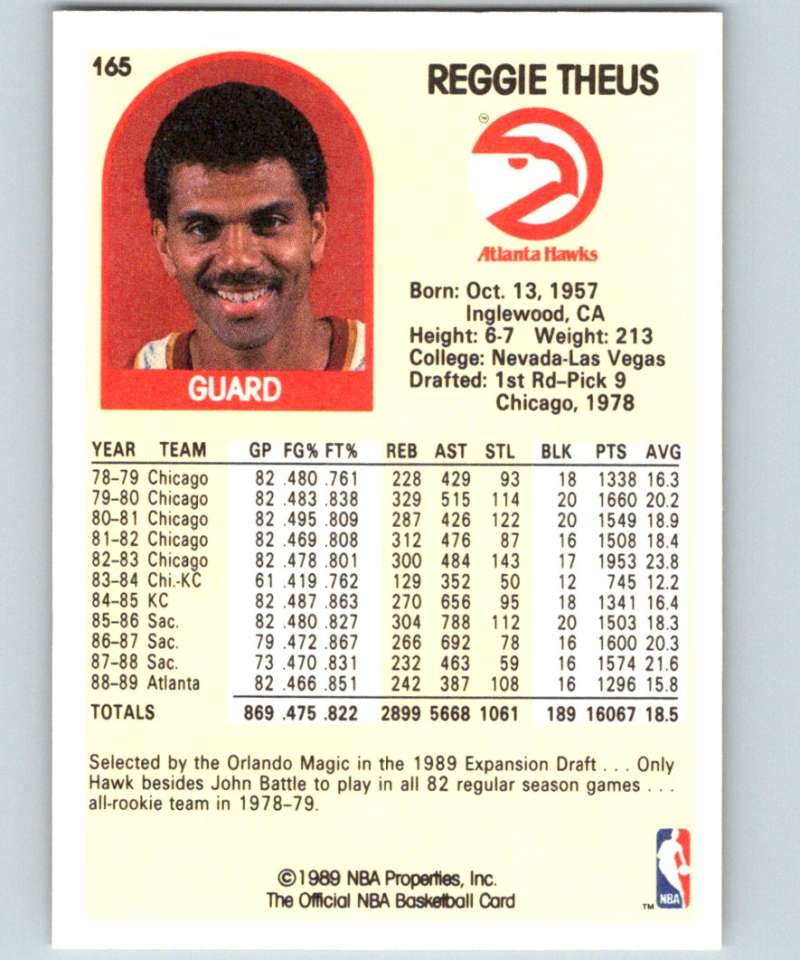 165
REGGIE THEUS
TM
Atlanta Hawks
Born: Oct. 13, 1957
Inglewood, CA
Height: 6-7 Weight: 213
College: Nevada-Las Vegas
Drafted: 1st Rd–Pick 9
Chicago, 1978
GUARD
YEAR TEAM GP FG% FT% REB AST STL BLK PTS AVG
78–79 Chicago 82 .480 .761 228 429 93 18 1338 16.3
79–80 Chicago 82 .483 .838 329 515 114 20 1660 20.2
80–81 Chicago 82 .495 .809 287 426 122 20 1549 18.9
81–82 Chicago 82 .469 .808 312 476 87 16 1508 18.4
82–83 Chicago 82 .478 .801 300 484 143 17 1953 23.8
83–84 Chi.-KC 61 .419 .762 129 352 50 12 745 12.2
84–85 KC 82 .487 .863 270 656 95 18 1341 16.4
85–86 Sac. 82 .480 .827 304 788 112 20 1503 18.3
86–87 Sac. 79 .472 .867 266 692 78 16 1600 20.3
87–88 Sac. 73 .470 .831 232 463 59 16 1574 21.6
88–89 Atlanta 82 .466 .851 242 387 108 16 1296 15.8
TOTALS 869 .475 .822 2899 5668 1061 189 16067 18.5
Selected by the Orlando Magic in the 1989 Expansion Draft . . . Only
Hawk besides John Battle to play in all 82 regular season games . . .
all-rookie team in 1978–79.
©1989 NBA Properties, Inc.
The Official NBA Basketball Card
TM NBA